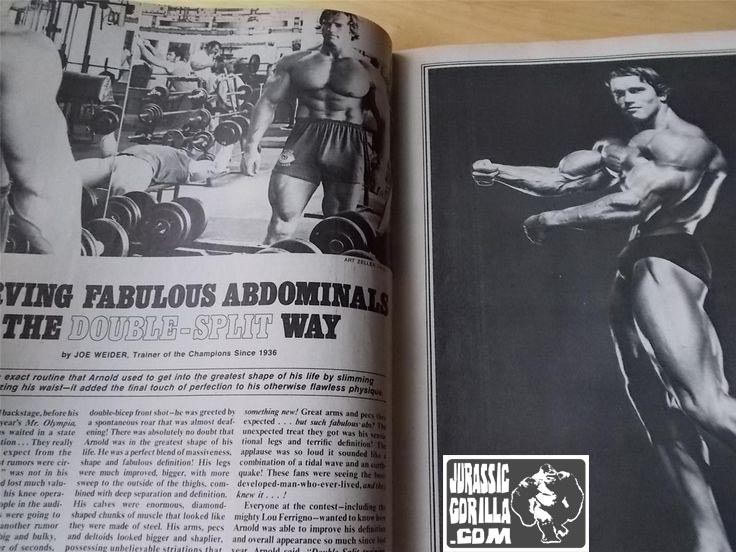 ART ZELLER
RVING FABULOUS ABDOMINALS
THE DOUBLE-SPLIT WAY
by JOE WEIDER, Trainer of the Champions Since 1936
exact routine that Arnold used to get into the greatest shape of his life by slimming
zing his waist—it added the final touch of perfection to his otherwise flawless physique.
backstage, before his
year's Mr. Olympia,
s waited in a state
tion . . . They really
expect from the
st rumors were cir-
" was not in his
d lost much valu-
his knee opera-
ople in the audi-
s were going to
another rumor
big and bulky,
er of seconds,
double-bicep front shot—he was greeted by
a spontaneous roar that was almost deaf-
ening! There was absolutely no doubt that
Arnold was in the greatest shape of his
life. He was a perfect blend of massiveness,
shape and fabulous definition! His legs
were much improved, bigger, with more
sweep to the outside of the thighs, com-
bined with deep separation and definition.
His calves were enormous, diamond-
shaped chunks of muscle that looked like
they were made of steel. His arms, pecs
and deltoids looked bigger and shaplier,
possessing unbelievable striations that
something new! Great arms and pecs they
expected . . . but such fabulous abs? The
unexpected treat they got was his sensa-
tional legs and terrific definition! The
applause was so loud it sounded like a
combination of a tidal wave and an earth-
quake! These fans were seeing the best
developed-man-who-ever-lived, and they
knew it . . . !
Everyone at the contest—including the
mighty Lou Ferrigno—wanted to know how
Arnold was able to improve his definition
and overall appearance so much since last
year. Arnold said, "Double-Split
JURASSIC
GORILLA
.COM